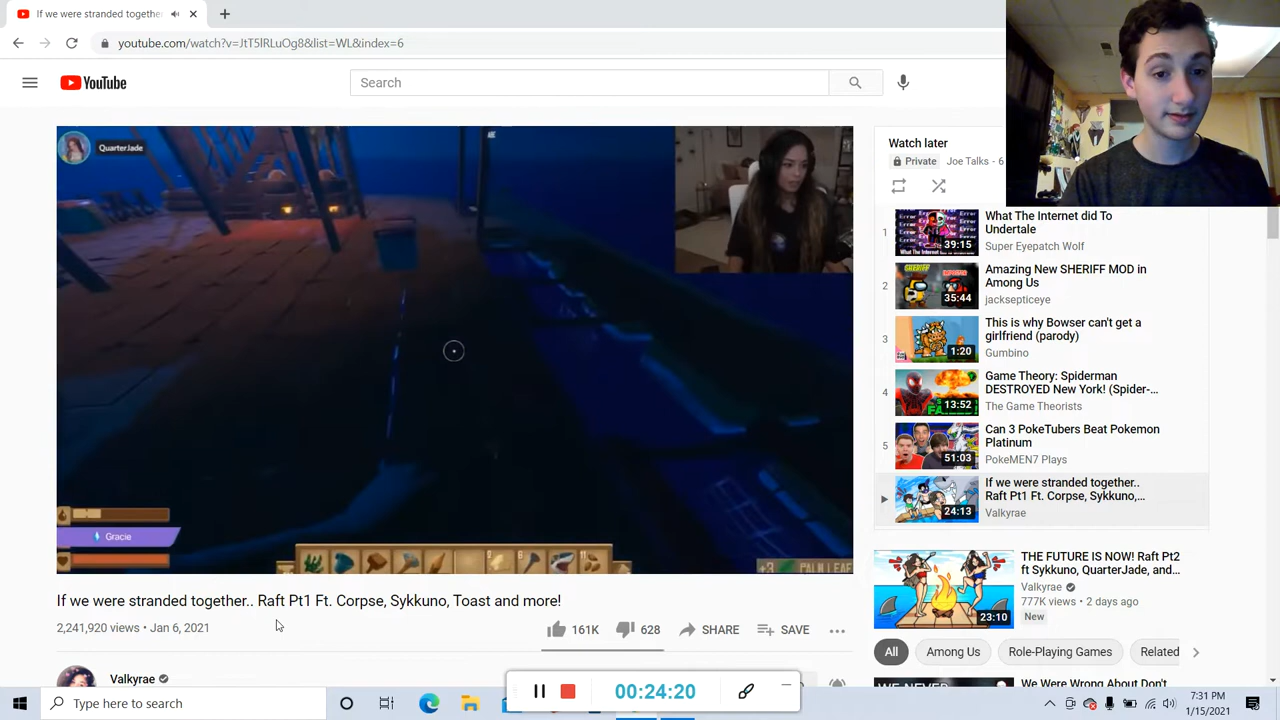 If we were stranded together
youtube.com/watch?v=JtT5lRLuOg8&list=WL&index=6
YouTube
Search
QuarterJade
Gracie
PALM LEAF
If we were stranded together.. Raft Pt1 Ft. Corpse, Sykkuno, Toast and more!
2,241,920 views • Jan 6, 2021
161K
628
SHARE
SAVE
Valkyrae
Watch later
Private
Joe Talks - 6
1
39:15
What The Internet did To
Undertale
Super Eyepatch Wolf
2
SHERIFF
35:44
Amazing New SHERIFF MOD in
Among Us
jacksepticeye
3
1:20
This is why Bowser can't get a
girlfriend (parody)
Gumbino
4
13:52
Game Theory: Spiderman
DESTROYED New York! (Spider-...
The Game Theorists
5
51:03
Can 3 PokeTubers Beat Pokemon
Platinum
PokeMEN7 Plays
24:13
If we were stranded together..
Raft Pt1 Ft. Corpse, Sykkuno,...
Valkyrae
23:10
THE FUTURE IS NOW! Raft Pt2
ft Sykkuno, QuarterJade, and...
Valkyrae
777K views • 2 days ago
New
All
Among Us
Role-Playing Games
Related
WE NEVER
We Were Wrong About Don't
00:24:20
Type here to search
7:31 PM
1/15/2021